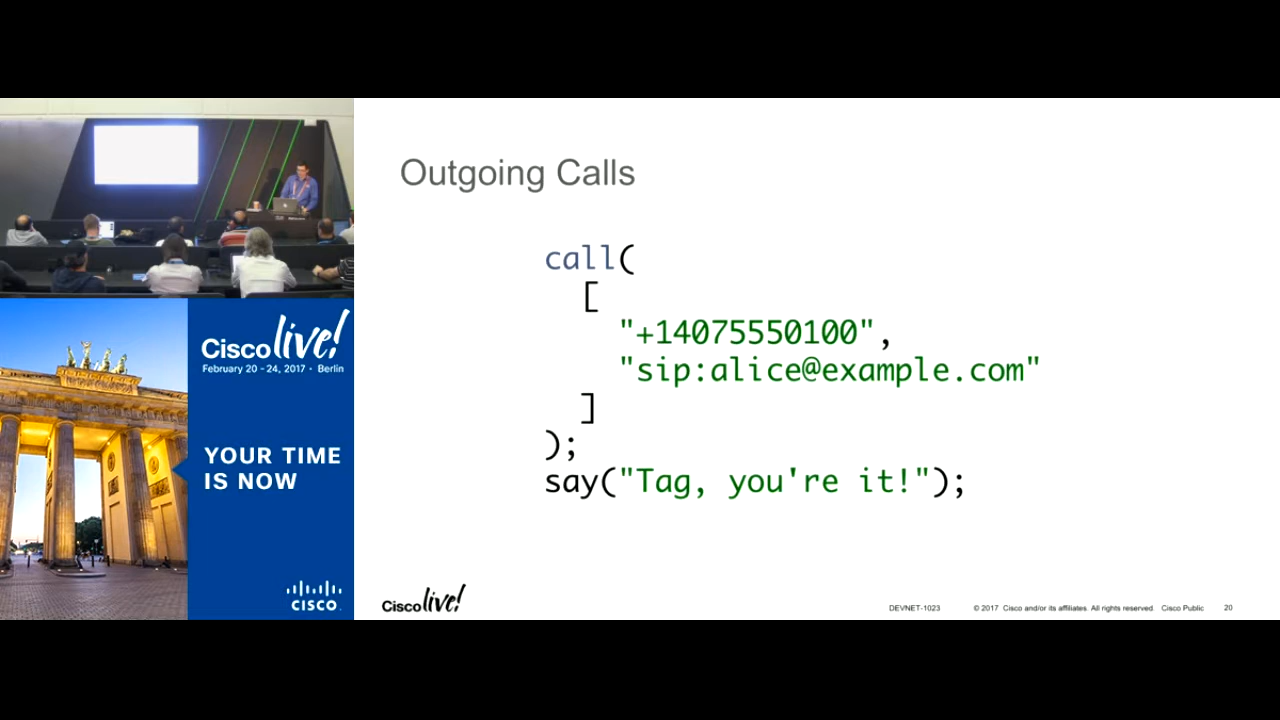 Cisco live!
February 20 - 24, 2017 • Berlin
YOUR TIME
IS NOW
CISCO.
Outgoing Calls
call(
[
"+14075550100",
"sip:alice@example.com"
]
);
say("Tag, you're it!");
Cisco live!
DEVNET-1023 © 2017 Cisco and/or its affiliates. All rights reserved. Cisco Public 20